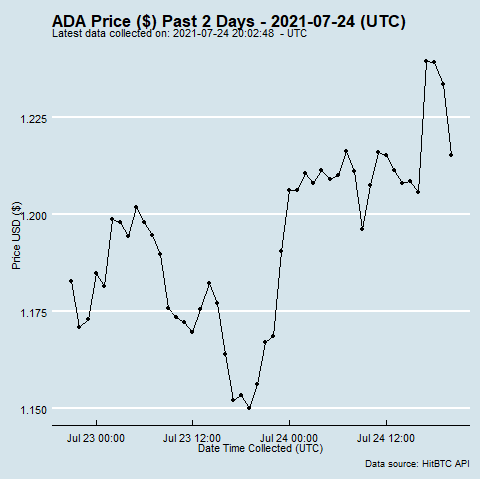 ADA Price ($) Past 2 Days - 2021-07-24 (UTC)
Latest data collected on: 2021-07-24 20:02:48  - UTC
1.225
1.200
1.175
1.150
Price USD ($)
Jul 23 00:00
Jul 23 12:00
Jul 24 00:00
Jul 24 12:00
Date Time Collected (UTC)
Data source: HitBTC API